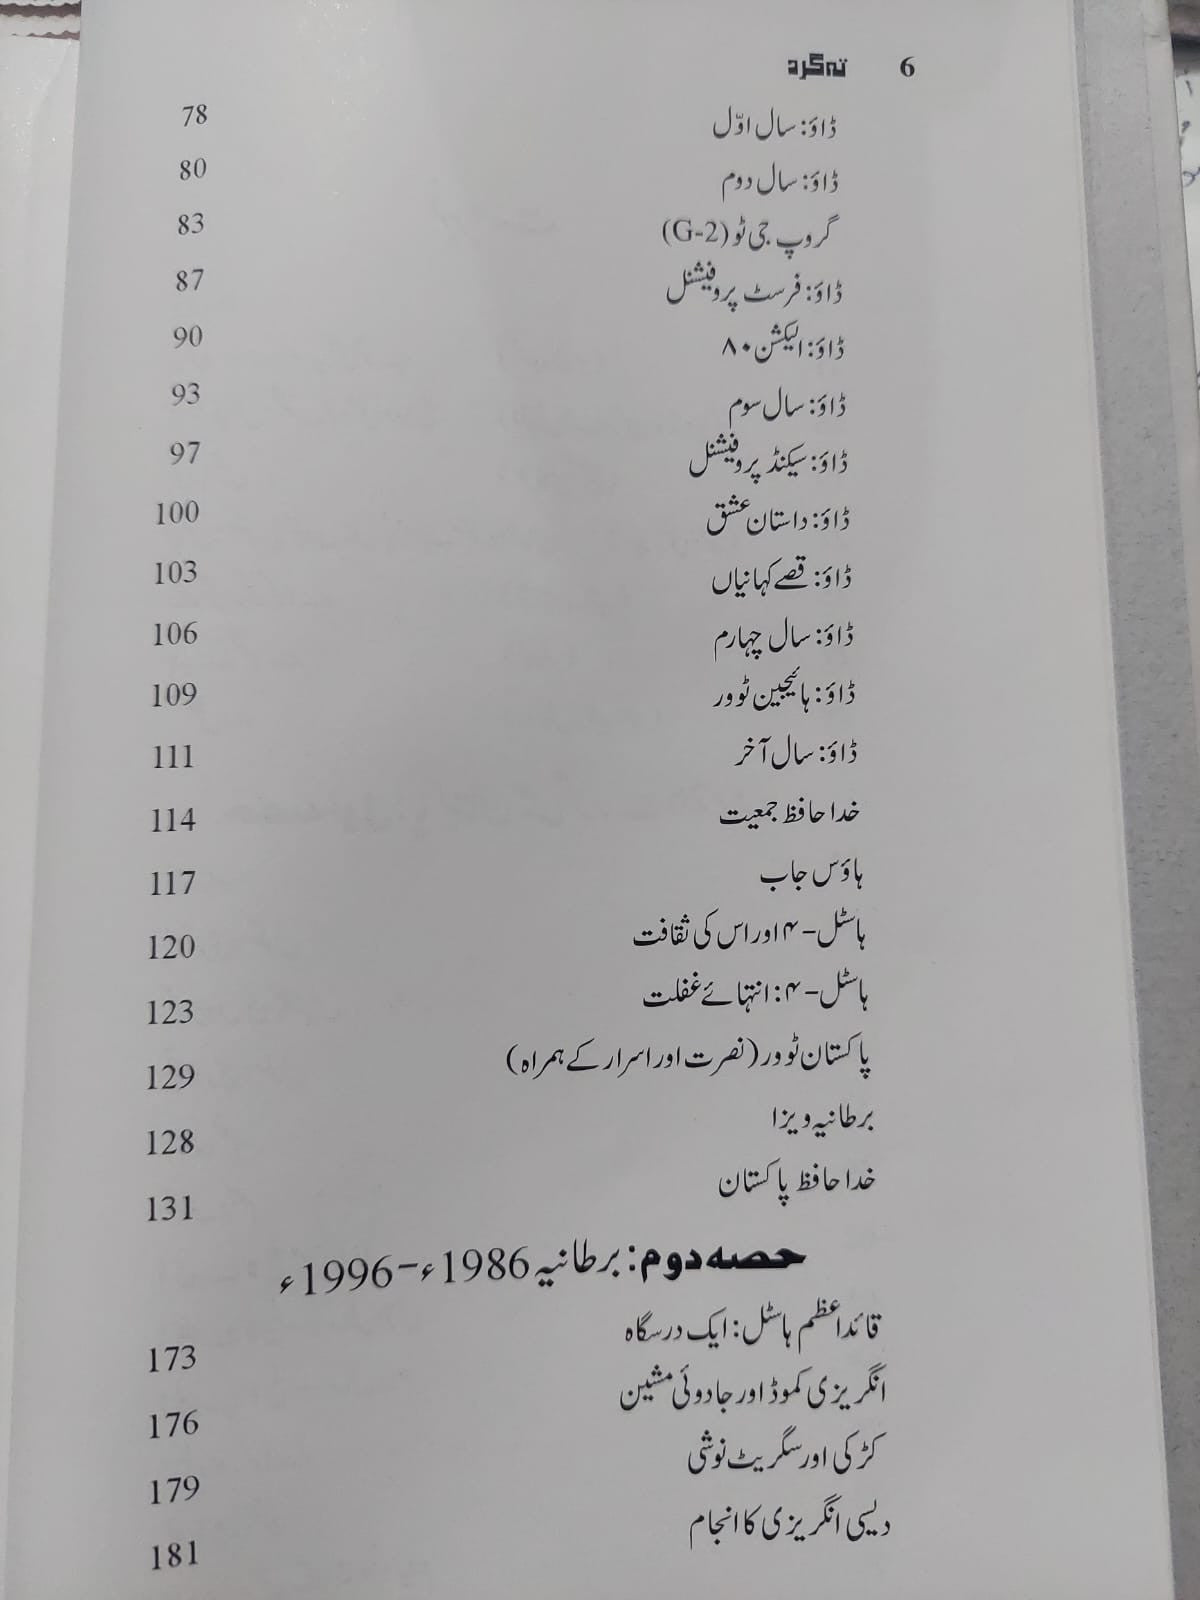 6 تہ گرد
ڈاؤ: سال اوّل 78
ڈاؤ: سال دوم 80
گروپ جی ٹو (G-2) 83
ڈاؤ: فرسٹ پروفیشنل 87
ڈاؤ: الیکشن ۸۰ 90
ڈاؤ: سال سوم 93
ڈاؤ: سیکنڈ پروفیشنل 97
ڈاؤ: داستان عشق 100
ڈاؤ: قصے کہانیاں 103
ڈاؤ: سال چہارم 106
ڈاؤ: ہائیجین ٹوور 109
ڈاؤ: سال آخر 111
خدا حافظ جمعیت 114
ہاؤس جاب 117
ہاسٹل-۴ اور اس کی ثقافت 120
ہاسٹل-۴: انتہائے غفلت 123
پاکستان ٹوور (نصرت اور اسرار کے ہمراہ) 129
برطانیہ ویزا 128
خدا حافظ پاکستان 131
حصہ دوم: برطانیہ 1986ء-1996ء
قائداعظم ہاسٹل: ایک درسگاہ 173
انگریزی کموڈ اور جادوئی مشین 176
کڑکی اور سگریٹ نوشی 179
دیسی انگریزی کا انجام 181